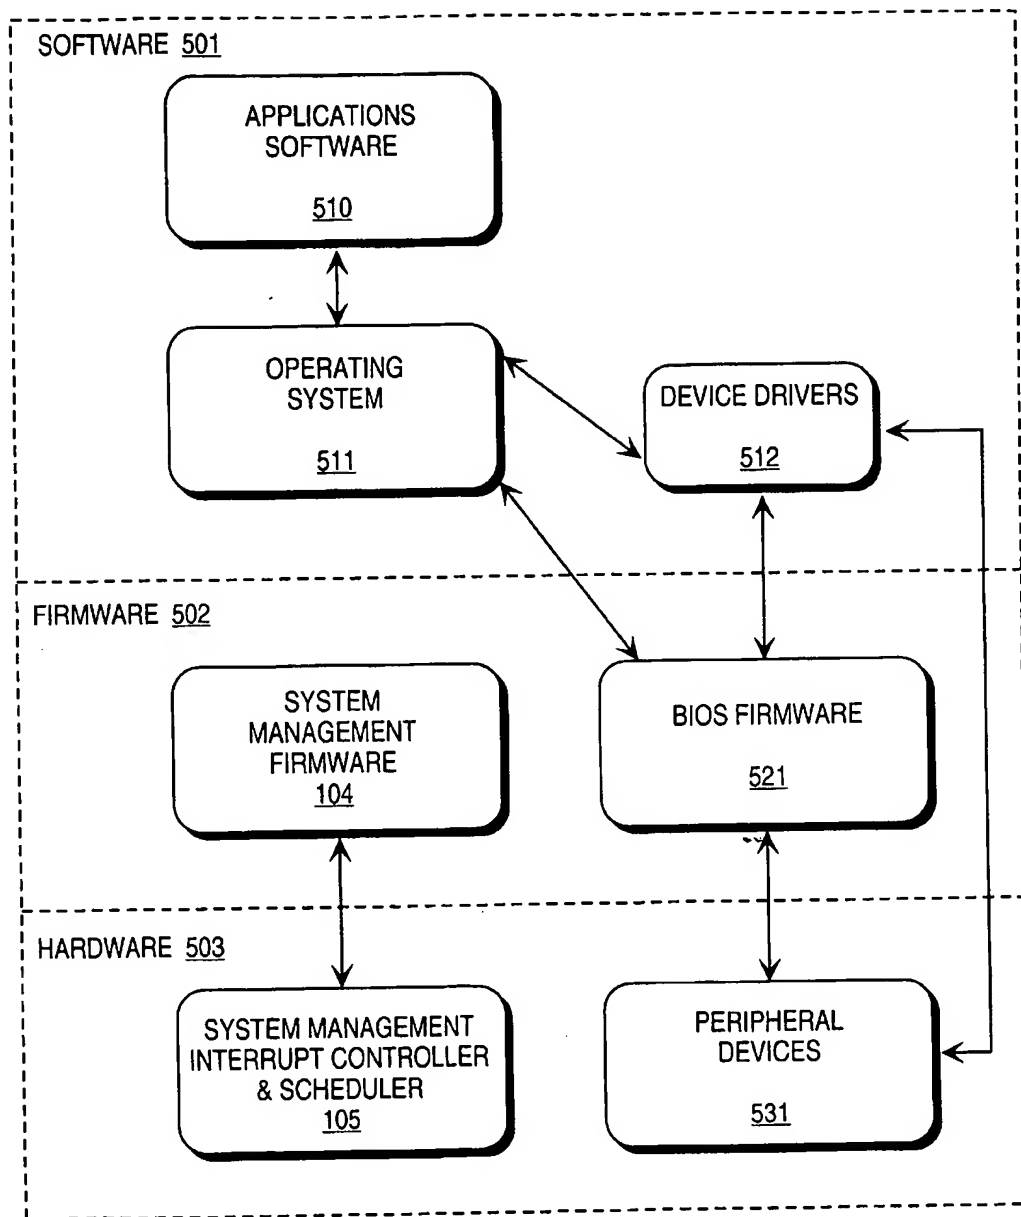 SOFTWARE 501
APPLICATIONS
SOFTWARE
510
OPERATING
SYSTEM
511
DEVICE DRIVERS
512
FIRMWARE 502
SYSTEM
MANAGEMENT
FIRMWARE
104
BIOS FIRMWARE
521
HARDWARE 503
SYSTEM MANAGEMENT
INTERRUPT CONTROLLER
& SCHEDULER
105
PERIPHERAL
DEVICES
531